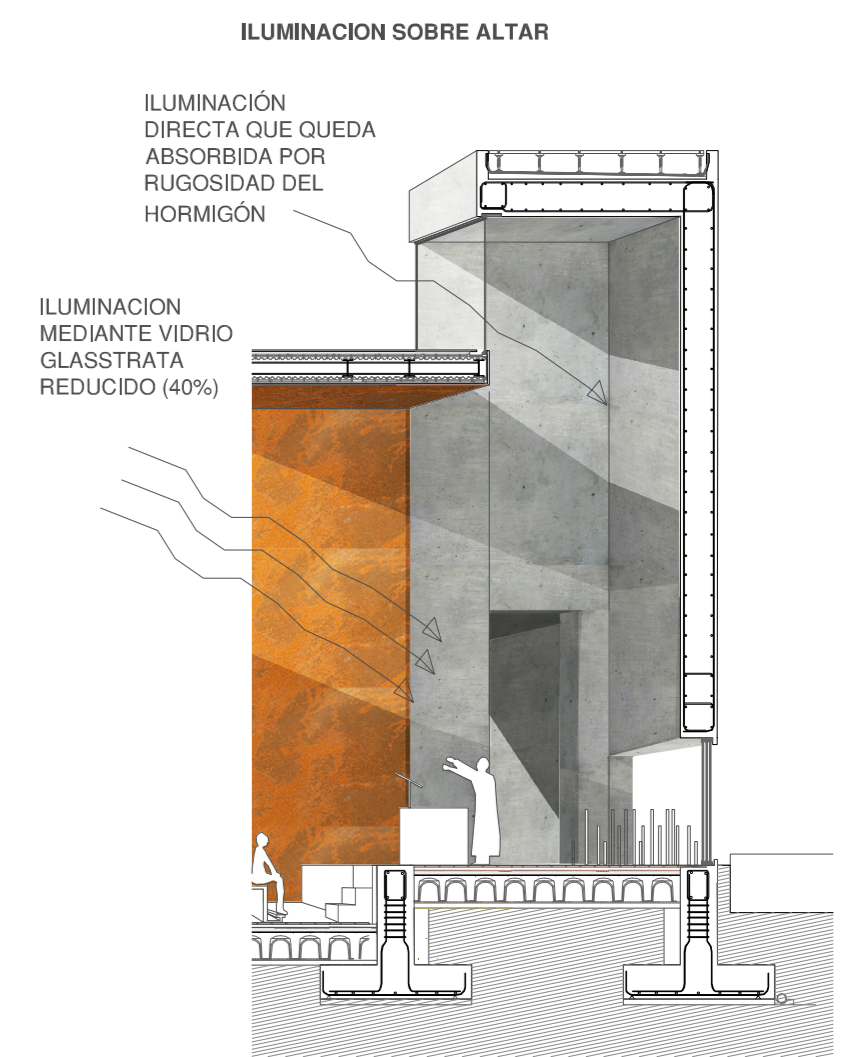 ILUMINACION SOBRE ALTAR
ILUMINACIÓN
DIRECTA QUE QUEDA
ABSORBIDA POR
RUGOSIDAD DEL
HORMIGÓN
ILUMINACION
MEDIANTE VIDRIO
GLASSTRATA
REDUCIDO (40%)